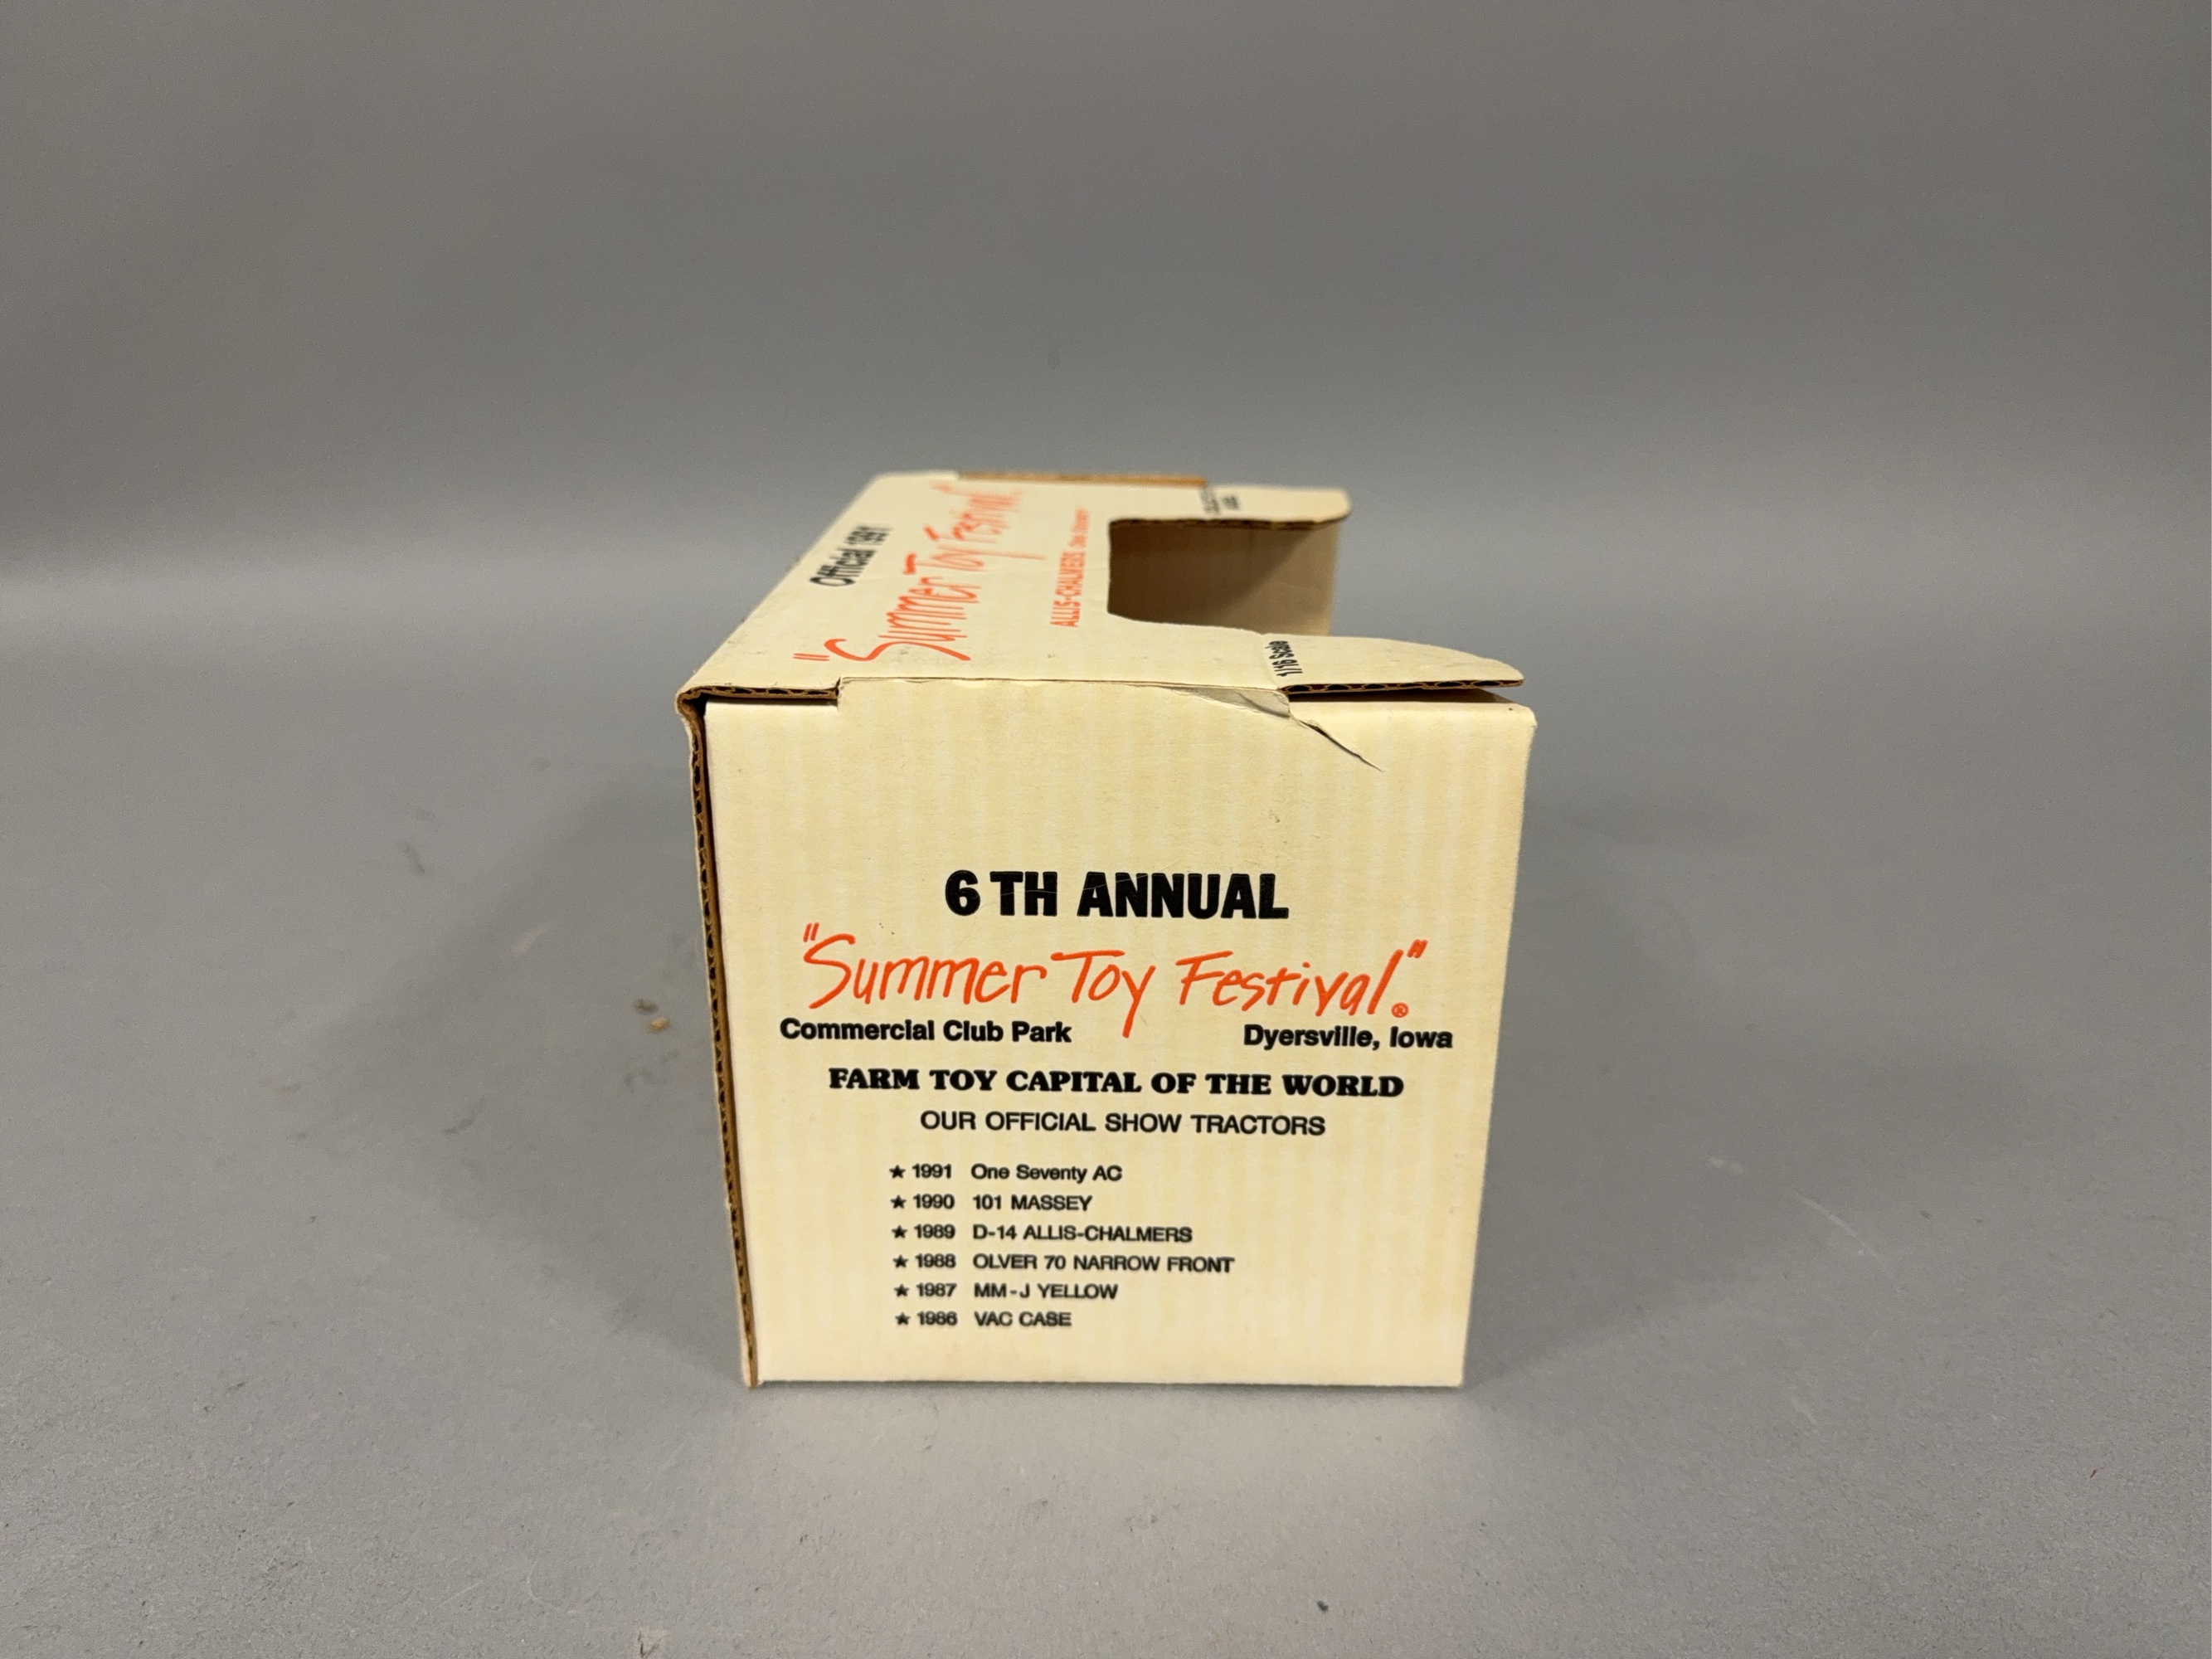 Official 1991
"Summer Toy Festival"
ALLIS-CHALMERS One Seventy
1/16 Scale
6 TH ANNUAL
"Summer Toy Festival."®
Commercial Club Park Dyersville, Iowa
FARM TOY CAPITAL OF THE WORLD
OUR OFFICIAL SHOW TRACTORS
★ 1991 One Seventy AC
★ 1990 101 MASSEY
★ 1989 D-14 ALLIS-CHALMERS
★ 1988 OLVER 70 NARROW FRONT
★ 1987 MM-J YELLOW
★ 1986 VAC CASE